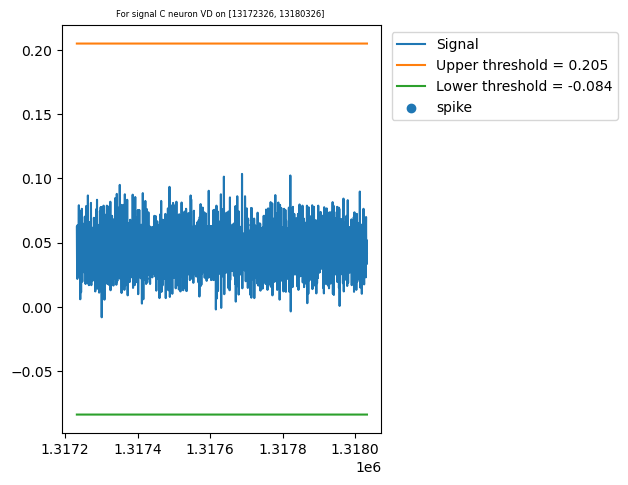 For signal C neuron VD on [13172326, 13180326]
Signal
Upper threshold = 0.205
Lower threshold = -0.084
spike
0.20
0.15
0.10
0.05
0.00
−0.05
1.3172 1.3174 1.3176 1.3178 1.3180
1e6